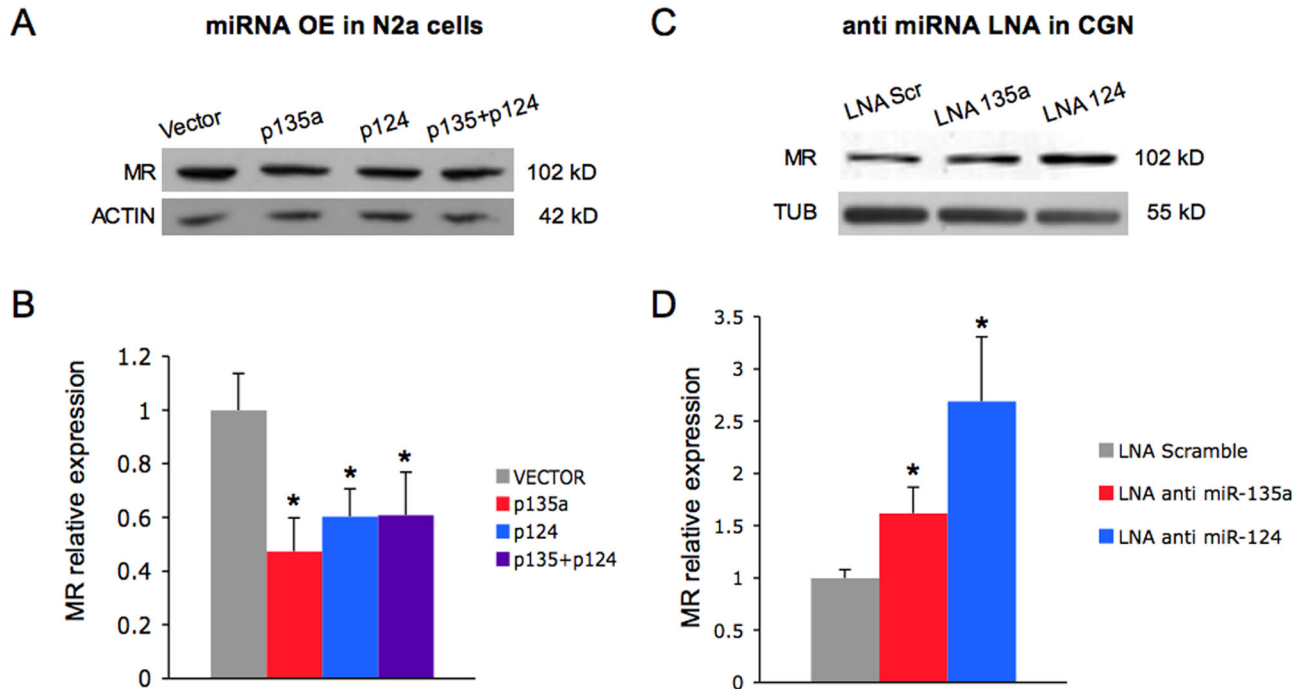 A
miRNA OE in N2a cells
Vector
p135a
p124
p135+p124
MR
102 kD
ACTIN
42 kD
B
MR relative expression
1.2
1
0.8
0.6
0.4
0.2
0
*
*
*
VECTOR
p135a
p124
p135+p124
C
anti miRNA LNA in CGN
LNA Scr
LNA 135a
LNA 124
MR
102 kD
TUB
55 kD
D
MR relative expression
3.5
3
2.5
2
1.5
1
0.5
0
*
*
LNA Scramble
LNA anti miR-135a
LNA anti miR-124